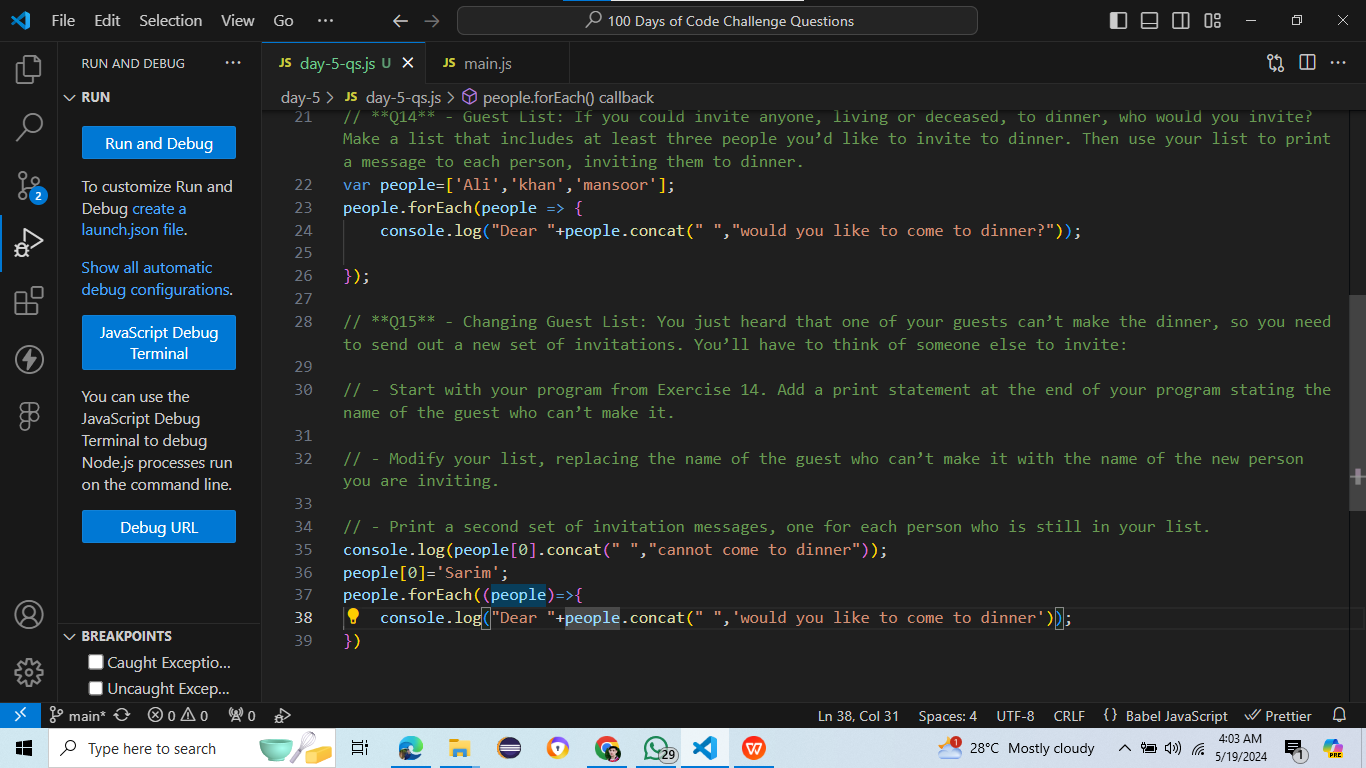 File Edit Selection View Go ··· 100 Days of Code Challenge Questions
RUN AND DEBUG ···
JS day-5-qs.js U × JS main.js
RUN
day-5 > JS day-5-qs.js > people.forEach() callback
Run and Debug
To customize Run and
Debug create a
launch.json file.
Show all automatic
debug configurations.
JavaScript Debug
Terminal
You can use the
JavaScript Debug
Terminal to debug
Node.js processes run
on the command line.
Debug URL
BREAKPOINTS
Caught Exceptio...
Uncaught Excep...
2
21 // **Q14** - Guest List: If you could invite anyone, living or deceased, to dinner, who would you invite?
Make a list that includes at least three people you’d like to invite to dinner. Then use your list to print
a message to each person, inviting them to dinner.
22 var people=['Ali','khan','mansoor'];
23 people.forEach(people => {
24 console.log("Dear "+people.concat(" ","would you like to come to dinner?"));
25
26 });
27
28 // **Q15** - Changing Guest List: You just heard that one of your guests can’t make the dinner, so you need
to send out a new set of invitations. You’ll have to think of someone else to invite:
29
30 // - Start with your program from Exercise 14. Add a print statement at the end of your program stating the
name of the guest who can’t make it.
31
32 // - Modify your list, replacing the name of the guest who can’t make it with the name of the new person
you are inviting.
33
34 // - Print a second set of invitation messages, one for each person who is still in your list.
35 console.log(people[0].concat(" ","cannot come to dinner"));
36 people[0]='Sarim';
37 people.forEach((people)=>{
38 console.log("Dear "+people.concat(" ",'would you like to come to dinner'));
39 })
main* 0 0 0 Ln 38, Col 31 Spaces: 4 UTF-8 CRLF {} Babel JavaScript Prettier
Type here to search 29 1 28°C Mostly cloudy 4:03 AM 1 PRE
5/19/2024